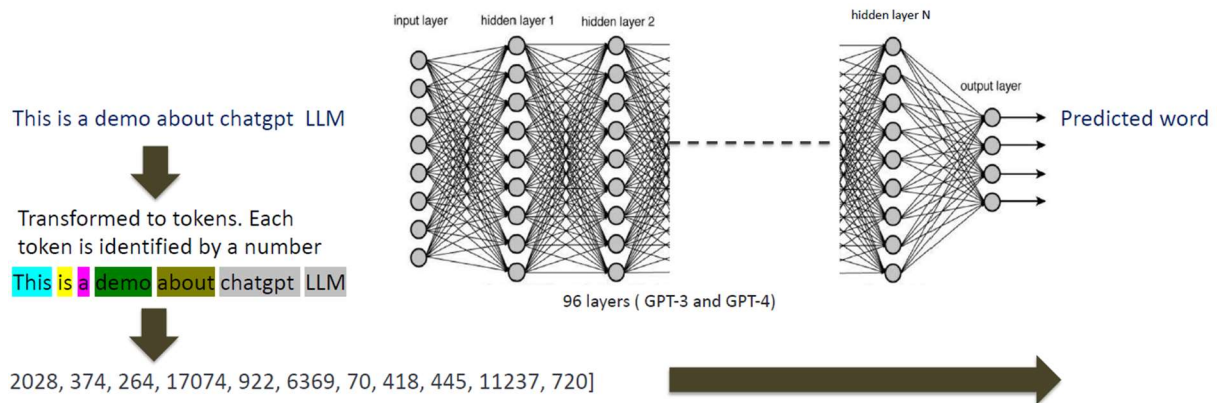 input layer
hidden layer 1
hidden layer 2
hidden layer N
output layer
This is a demo about chatgpt LLM
Predicted word
Transformed to tokens. Each
token is identified by a number
This is a demo about chatgpt LLM
96 layers ( GPT-3 and GPT-4)
2028, 374, 264, 17074, 922, 6369, 70, 418, 445, 11237, 720]